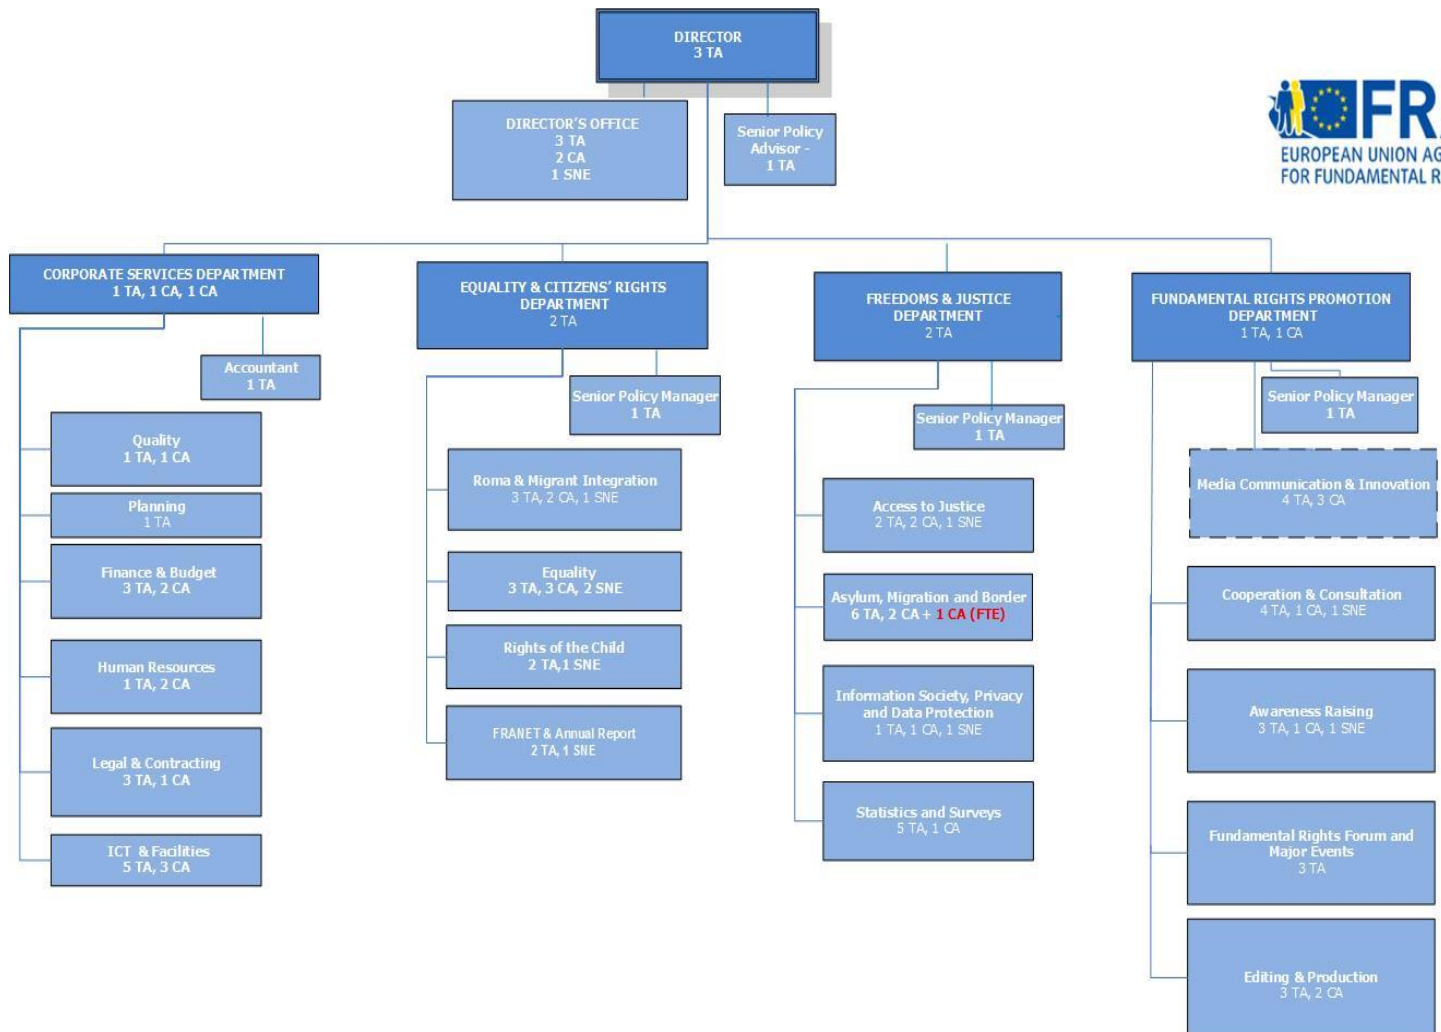 DIRECTOR
3 TA
DIRECTOR'S OFFICE
3 TA
2 CA
1 SNE
Senior Policy
Advisor -
1 TA
EUROPEAN UNION
FOR FUNDAMENTAL
CORPORATE SERVICES DEPARTMENT
1 TA, 1 CA, 1 CA
Accountant
1 TA
Quality
1 TA, 1 CA
Planning
1 TA
Finance & Budget
3 TA, 2 CA
Human Resources
1 TA, 2 CA
Legal & Contracting
3 TA, 1 CA
ICT & Facilities
5 TA, 3 CA
EQUALITY & CITIZENS' RIGHTS
DEPARTMENT
2 TA
Senior Policy Manager
1 TA
Roma & Migrant Integration
3 TA, 2 CA, 1 SNE
Equality
3 TA, 3 CA, 2 SNE
Rights of the Child
2 TA,1 SNE
FRANET & Annual Report
2 TA, 1 SNE
FREEDOMS & JUSTICE
DEPARTMENT
2 TA
Senior Policy Manager
1 TA
Access to Justice
2 TA, 2 CA, 1 SNE
Asylum, Migration and Border
6 TA, 2 CA + 1 CA (FTE)
Information Society, Privacy
and Data Protection
1 TA, 1 CA, 1 SNE
Statistics and Surveys
5 TA, 1 CA
FUNDAMENTAL RIGHTS PROMOTION
DEPARTMENT
1 TA, 1 CA
Senior Policy Manager
1 TA
Media Communication & Innovation
4 TA, 3 CA
Cooperation & Consultation
4 TA, 1 CA, 1 SNE
Awareness Raising
3 TA, 1 CA, 1 SNE
Fundamental Rights Forum and
Major Events
3 TA
Editing & Production
3 TA, 2 CA